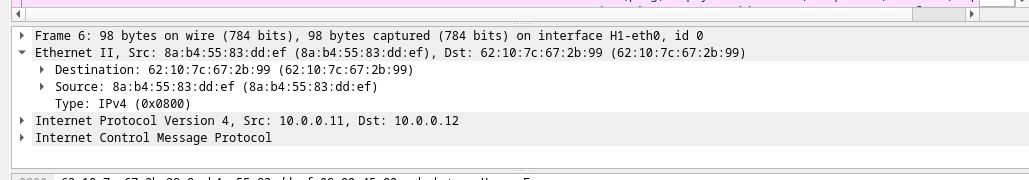 Frame 6: 98 bytes on wire (784 bits), 98 bytes captured (784 bits) on interface H1-eth0, id 0
Ethernet II, Src: 8a:b4:55:83:dd:ef (8a:b4:55:83:dd:ef), Dst: 62:10:7c:67:2b:99 (62:10:7c:67:2b:99)
Destination: 62:10:7c:67:2b:99 (62:10:7c:67:2b:99)
Source: 8a:b4:55:83:dd:ef (8a:b4:55:83:dd:ef)
Type: IPv4 (0x0800)
Internet Protocol Version 4, Src: 10.0.0.11, Dst: 10.0.0.12
Internet Control Message Protocol